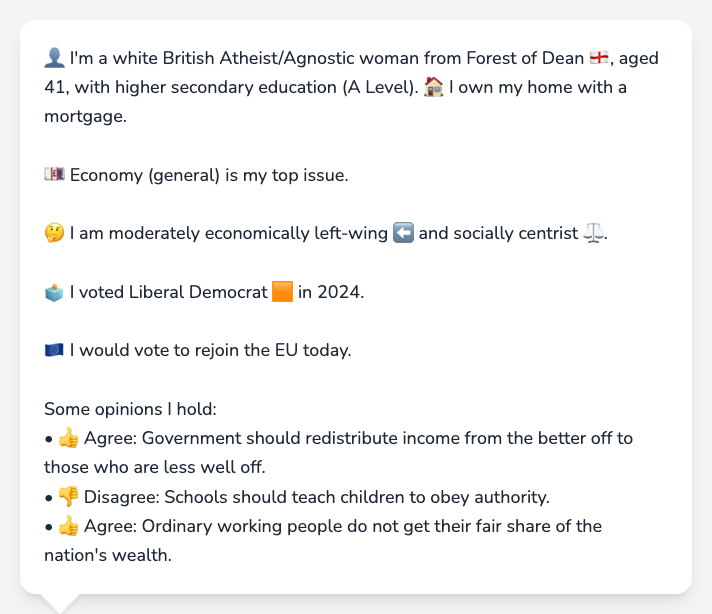 👤 I'm a white British Atheist/Agnostic woman from Forest of Dean 🏴󠁧󠁢󠁥󠁮󠁧󠁿, aged
41, with higher secondary education (A Level). 🏠 I own my home with a
mortgage.
💷 Economy (general) is my top issue.
🤔 I am moderately economically left-wing ⬅️ and socially centrist ⚖️.
🗳️ I voted Liberal Democrat 🟧 in 2024.
🇪🇺 I would vote to rejoin the EU today.
Some opinions I hold:
• 👍 Agree: Government should redistribute income from the better off to
those who are less well off.
• 👎 Disagree: Schools should teach children to obey authority.
• 👍 Agree: Ordinary working people do not get their fair share of the
nation's wealth.